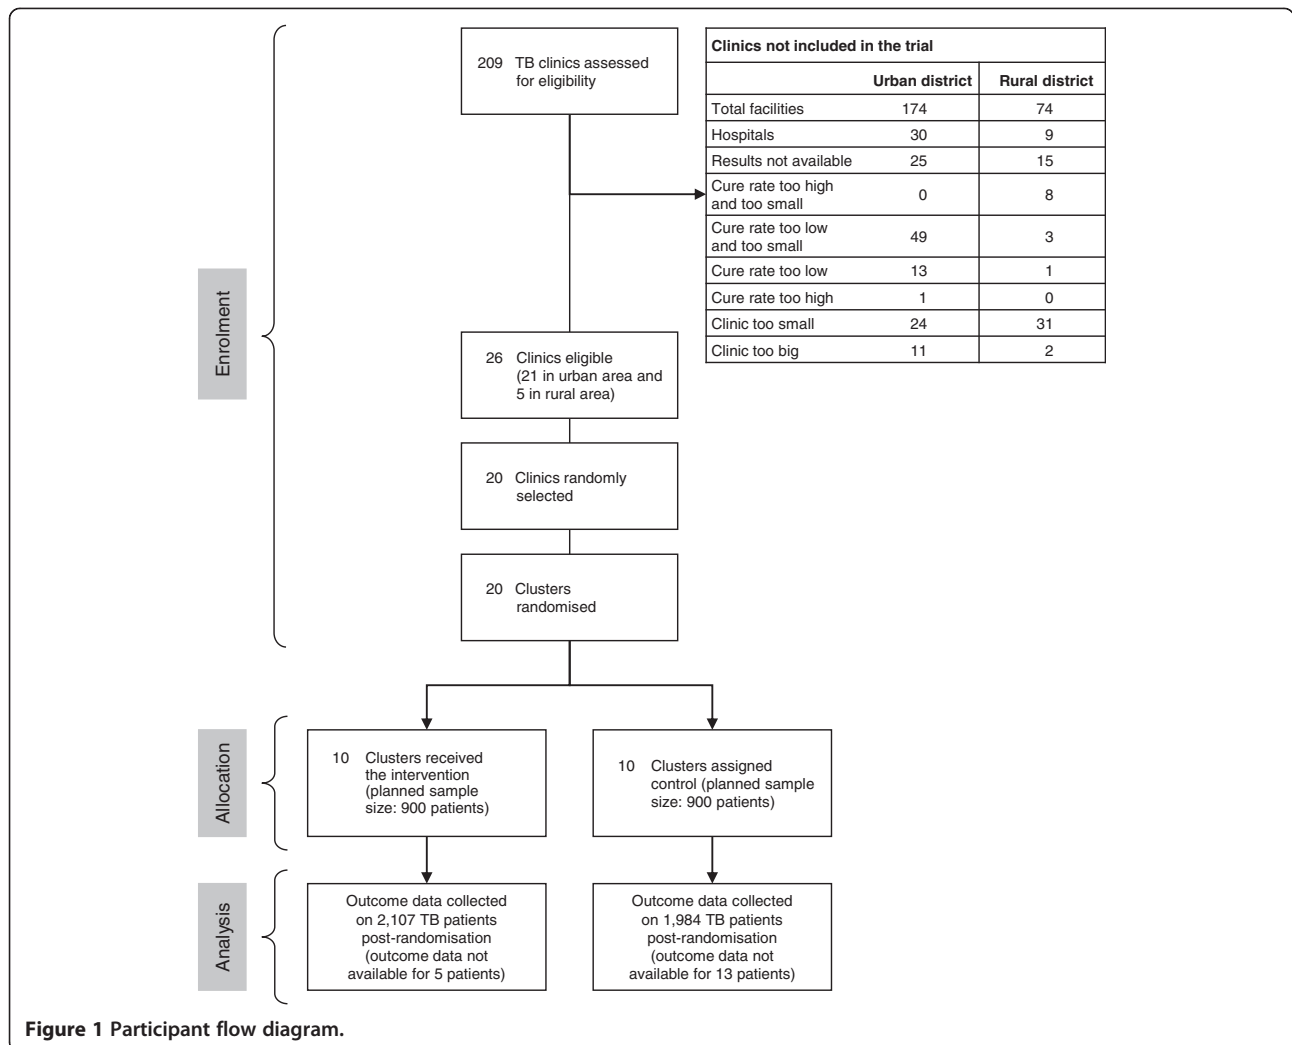 209 TB clinics assessed
for eligibility
Clinics not included in the trial
Urban district Rural district
Total facilities 174 74
Hospitals 30 9
Results not available 25 15
Cure rate too high
and too small 0 8
Cure rate too low
and too small 49 3
Cure rate too low 13 1
Cure rate too high 1 0
Clinic too small 24 31
Clinic too big 11 2
Enrolment
26 Clinics eligible
(21 in urban area and
5 in rural area)
20 Clinics randomly
selected
20 Clusters
randomised
Allocation
10 Clusters received
the intervention
(planned sample
size: 900 patients)
10 Clusters assigned
control (planned sample
size: 900 patients)
Analysis
Outcome data collected
on 2,107 TB patients
post-randomisation
(outcome data not
available for 5 patients)
Outcome data collected
on 1,984 TB patients
post-randomisation
(outcome data not
available for 13 patients)
Figure 1 Participant flow diagram.